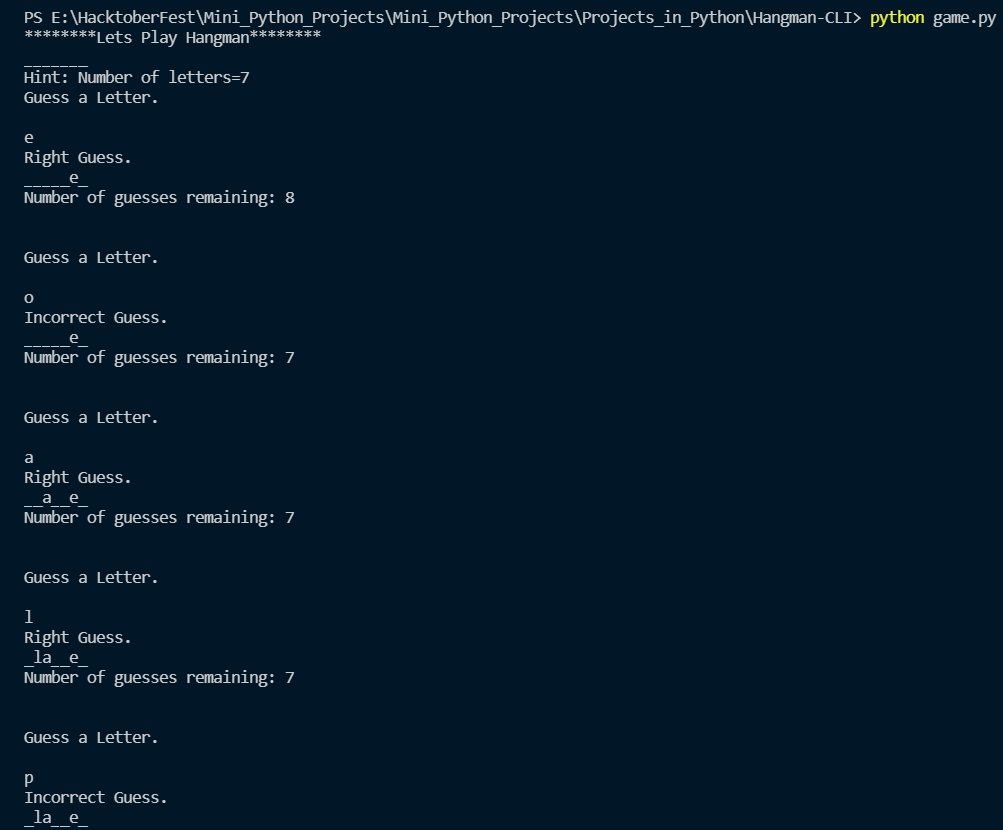 PS E:\HacktoberFest\Mini_Python_Projects\Mini_Python_Projects\Projects_in_Python\Hangman-CLI> python game.py
********Lets Play Hangman********
_______
Hint: Number of letters=7
Guess a Letter.
e
Right Guess.
_____e_
Number of guesses remaining: 8
Guess a Letter.
o
Incorrect Guess.
_____e_
Number of guesses remaining: 7
Guess a Letter.
a
Right Guess.
__a__e_
Number of guesses remaining: 7
Guess a Letter.
l
Right Guess.
_la__e_
Number of guesses remaining: 7
Guess a Letter.
p
Incorrect Guess.
_la__e_